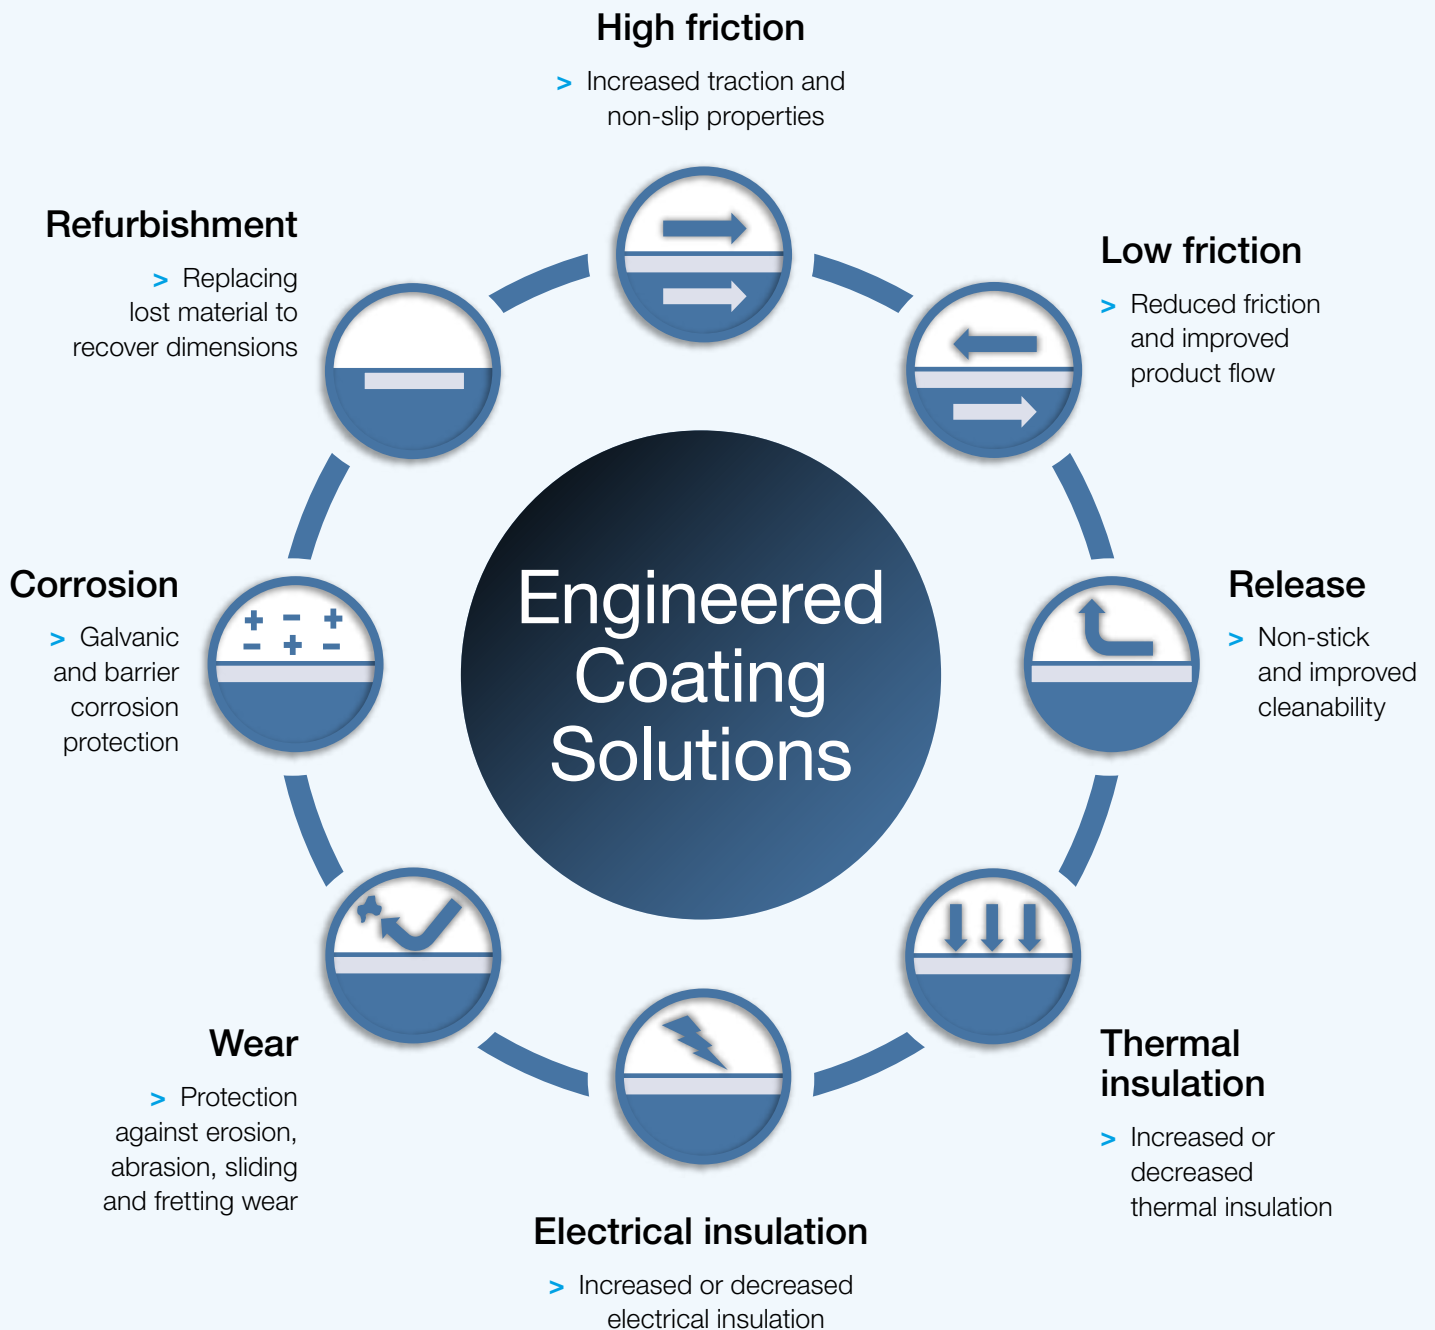 High friction
> Increased traction and
non-slip properties
Refurbishment
> Replacing
lost material to
recover dimensions
Low friction
> Reduced friction
and improved
product flow
Engineered
Coating
Solutions
Corrosion
> Galvanic
and barrier
corrosion
protection
Release
> Non-stick
and improved
cleanability
Wear
> Protection
against erosion,
abrasion, sliding
and fretting wear
Thermal
insulation
> Increased or
decreased
thermal insulation
Electrical insulation
> Increased or decreased
electrical insulation